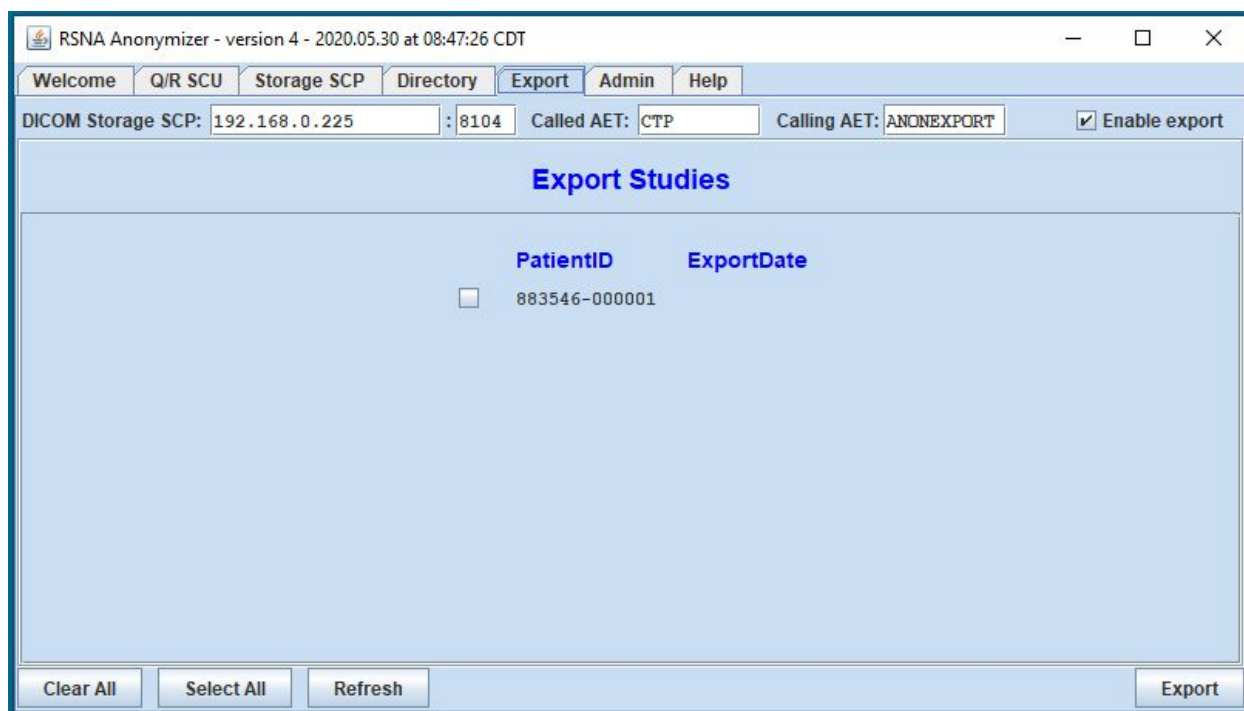 RSNA Anonymizer - version 4 - 2020.05.30 at 08:47:26 CDT
Welcome Q/R SCU Storage SCP Directory Export Admin Help
DICOM Storage SCP: 192.168.0.225 : 8104 Called AET: CTP Calling AET: ANONEXPORT Enable export
Export Studies
PatientID ExportDate
883546-000001
Clear All Select All Refresh Export